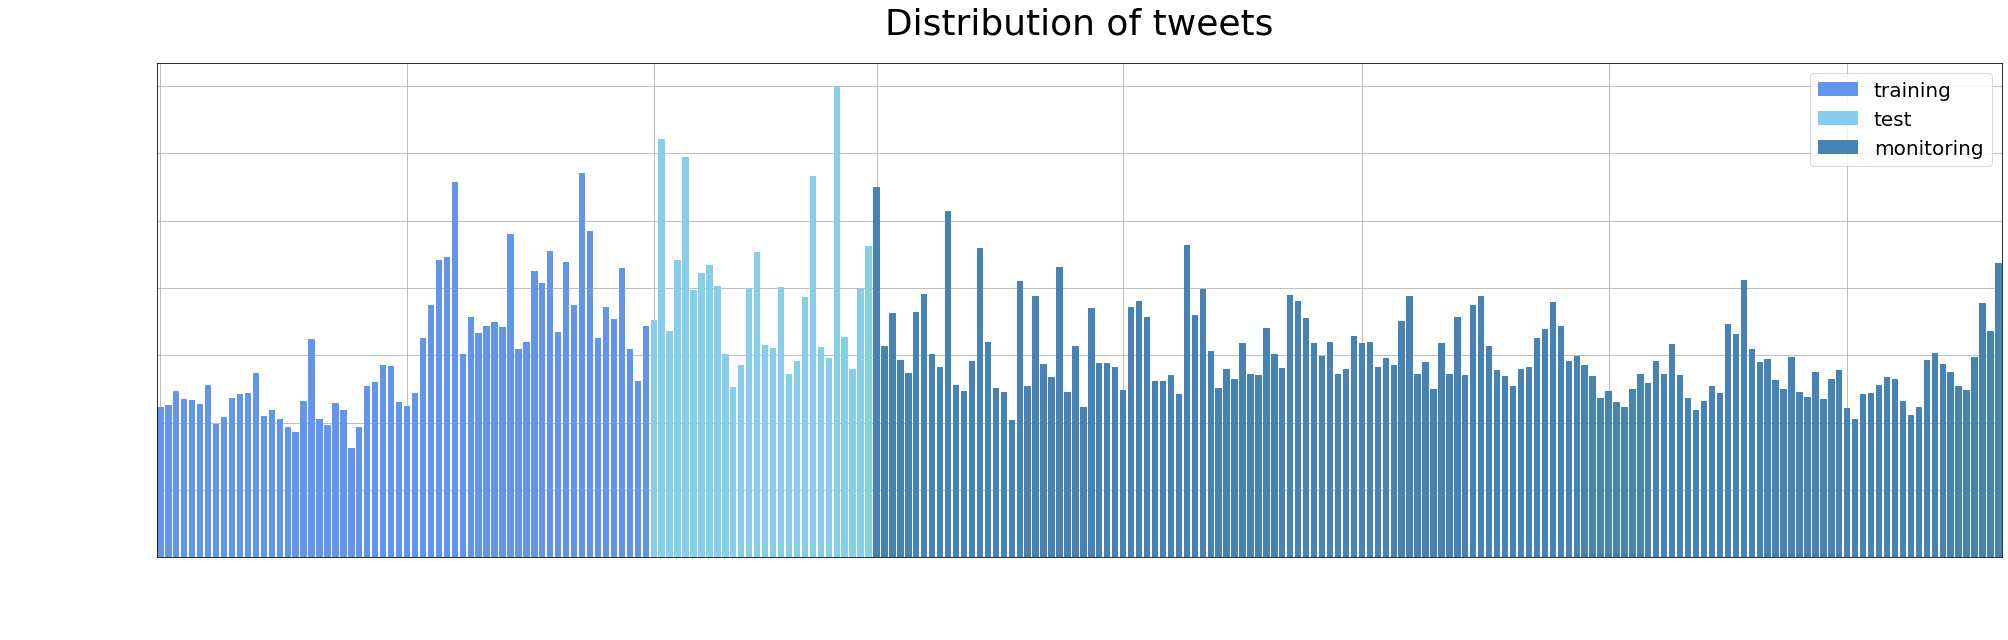 Distribution of tweets
training
test
monitoring